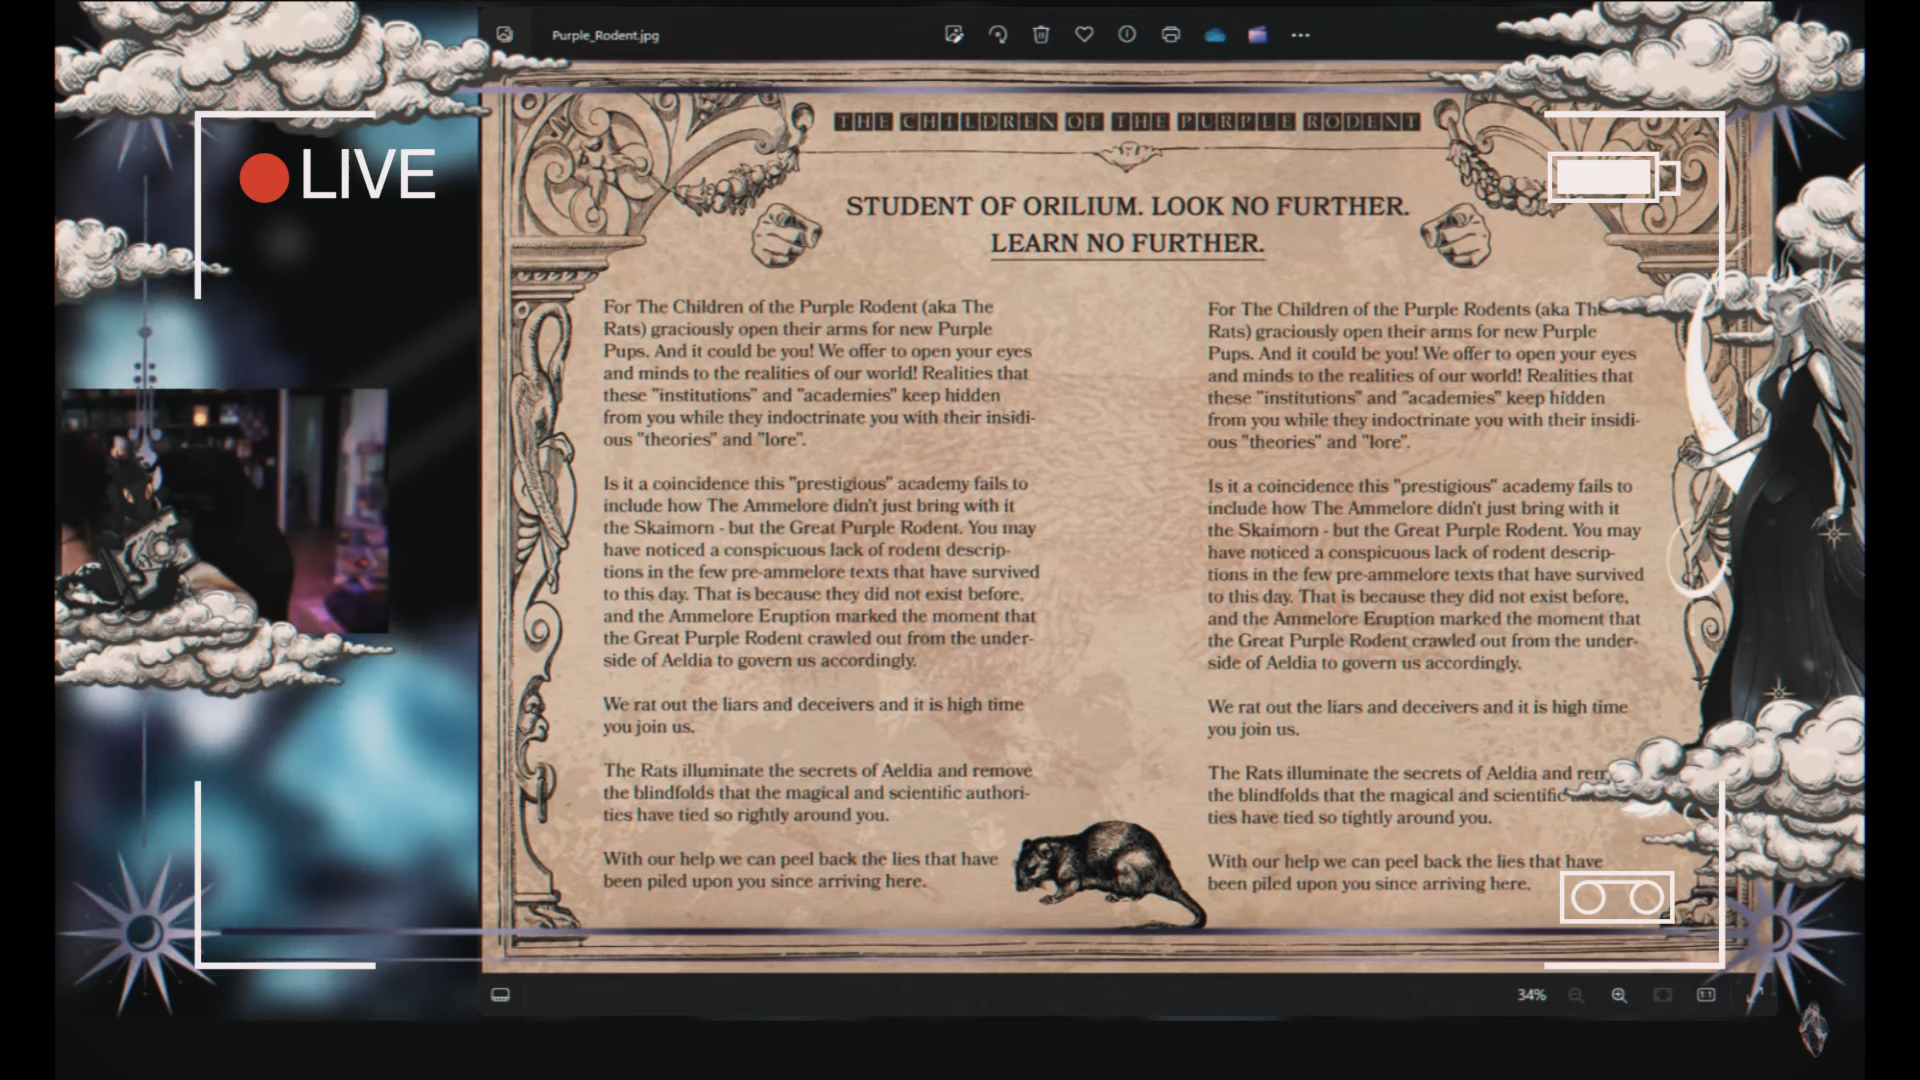 Purple_Rodent.jpg
LIVE
THE CHILDREN OF THE PURPLE RODENT
STUDENT OF ORILIUM. LOOK NO FURTHER.
LEARN NO FURTHER.
For The Children of the Purple Rodent (aka The
Rats) graciously open their arms for new Purple
Pups. And it could be you! We offer to open your eyes
and minds to the realities of our world! Realities that
these "institutions" and "academies" keep hidden
from you while they indoctrinate you with their insidi-
ous "theories" and "lore".
Is it a coincidence this "prestigious" academy fails to
include how The Ammelore didn't just bring with it
the Skaimorn - but the Great Purple Rodent. You may
have noticed a conspicuous lack of rodent descrip-
tions in the few pre-ammelore texts that have survived
to this day. That is because they did not exist before,
and the Ammelore Eruption marked the moment that
the Great Purple Rodent crawled out from the under-
side of Aeldia to govern us accordingly.
We rat out the liars and deceivers and it is high time
you join us.
The Rats illuminate the secrets of Aeldia and remove
the blindfolds that the magical and scientific authori-
ties have tied so rightly around you.
With our help we can peel back the lies that have
been piled upon you since arriving here.
For The Children of the Purple Rodents (aka The
Rats) graciously open their arms for new Purple
Pups. And it could be you! We offer to open your eyes
and minds to the realities of our world! Realities that
these "institutions" and "academies" keep hidden
from you while they indoctrinate you with their insidi-
ous "theories" and "lore".
Is it a coincidence this "prestigious" academy fails to
include how The Ammelore didn't just bring with it
the Skaimorn - but the Great Purple Rodent. You may
have noticed a conspicuous lack of rodent descrip-
tions in the few pre-ammelore texts that have survived
to this day. That is because they did not exist before,
and the Ammelore Eruption marked the moment that
the Great Purple Rodent crawled out from the under-
side of Aeldia to govern us accordingly.
We rat out the liars and deceivers and it is high time
you join us.
The Rats illuminate the secrets of Aeldia and
the blindfolds that the magical and scientific
ties have tied so tightly around you.
With our help we can peel back the lies that have
been piled upon you since arriving here.
34%
1:1